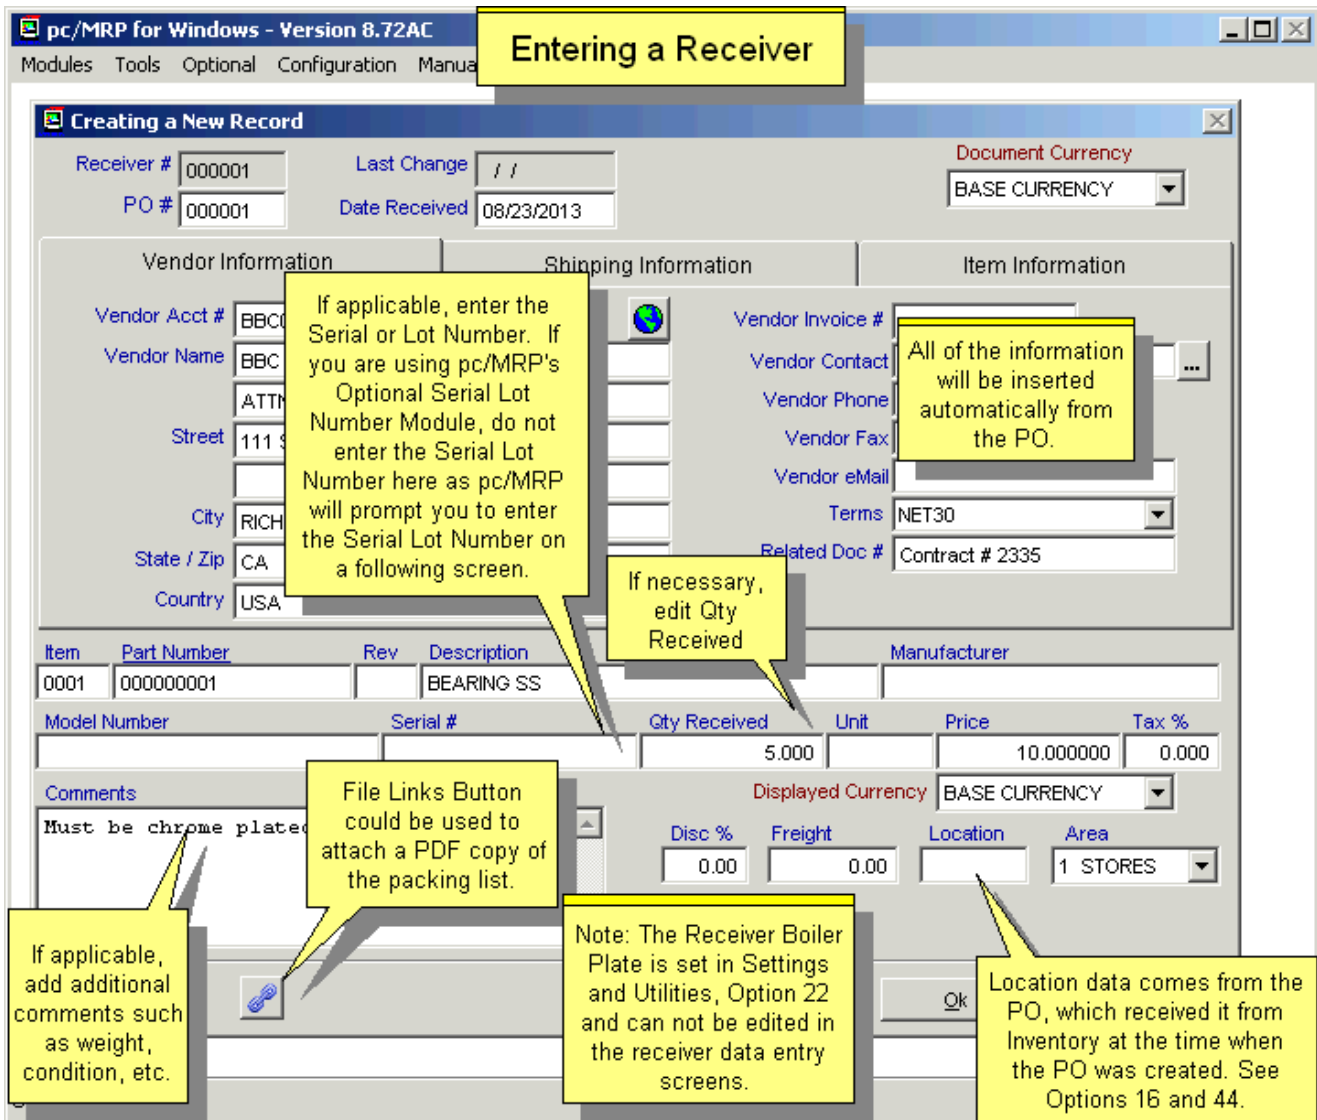 pc/MRP for Windows - Version 8.72AC
Entering a Receiver
Modules Tools Optional Configuration
Creating a New Record
Receiver # 000001 Last Change / / Document Currency
BASE CURRENCY
PO # 000001 Date Received 08/23/2013
Vendor Information Shipping Information Item Information
Vendor Acct #
Vendor Name BBC
Street 111
City
State / Zip CA
Country USA
If applicable, enter the
Serial or Lot Number. If
you are using pc/MRP's
Optional Serial Lot
Number Module, do not
enter the Serial Lot
Number here as pc/MRP
will prompt you to enter
the Serial Lot Number on
a following screen.
Vendor Invoice #
Vendor Contact ...
Vendor Phone
Vendor Fax
Vendor eMail
Terms NET30
Related Doc # Contract # 2335
All of the information
will be inserted
automatically from
the PO.
If necessary,
edit Qty
Received
Item Part Number Rev Description Manufacturer
0001 000000001 BEARING SS
Model Number Serial # Qty Received Unit Price Tax %
5.000 10.000000 0.000
Comments
Must be chrome plated
Displayed Currency BASE CURRENCY
Disc % Freight Location Area
0.00 0.00 1 STORES
File Links Button
could be used to
attach a PDF copy of
the packing list.
If applicable,
add additional
comments such
as weight,
condition, etc.
Note: The Receiver Boiler
Plate is set in Settings
and Utilities, Option 22
and can not be edited in
the receiver data entry
screens.
Ok
Location data comes from the
PO, which received it from
Inventory at the time when
the PO was created. See
Options 16 and 44.